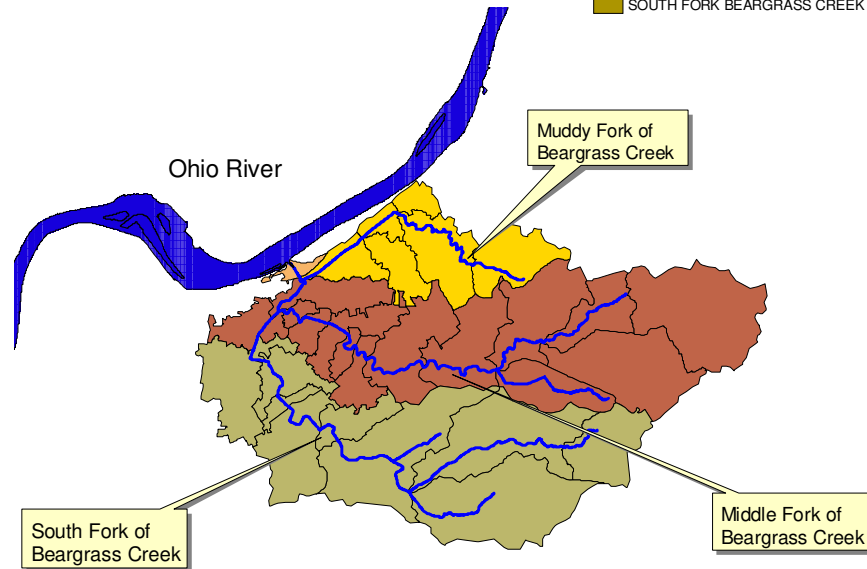 SOUTH FORK BEARGRASS CREEK
Muddy Fork of
Beargrass Creek
Ohio River
South Fork of
Beargrass Creek
Middle Fork of
Beargrass Creek